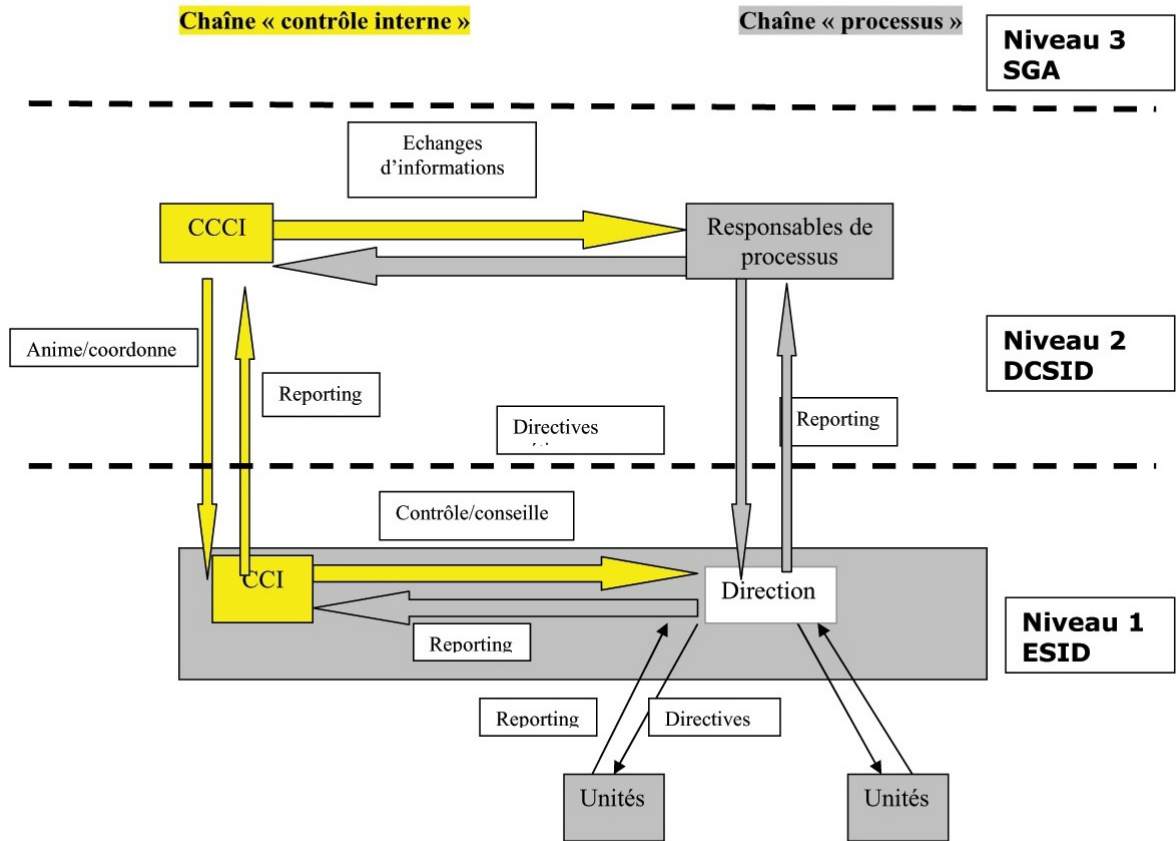 Chaîne « contrôle interne »
Chaîne « processus »
Niveau 3
SGA
Echanges
d’informations
CCCI
Responsables de
processus
Anime/coordonne
Reporting
Directives
Reporting
Niveau 2
DCSID
Contrôle/conseille
CCI
Direction
Reporting
Niveau 1
ESID
Reporting
Directives
Unités
Unités